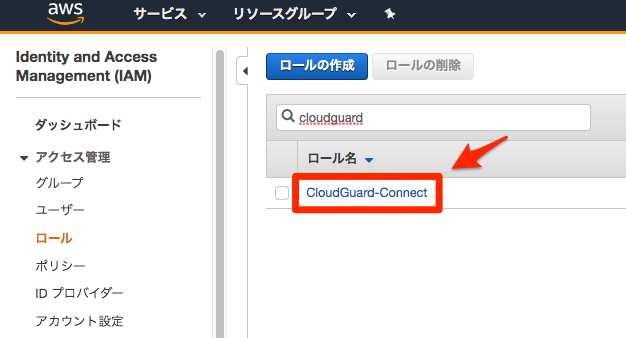 aws
サービス
リソースグループ
Identity and Access
Management (IAM)
ダッシュボード
アクセス管理
グループ
ユーザー
ロール
ポリシー
ID プロバイダー
アカウント設定
ロールの作成
ロールの削除
cloudguard
ロール名
CloudGuard-Connect